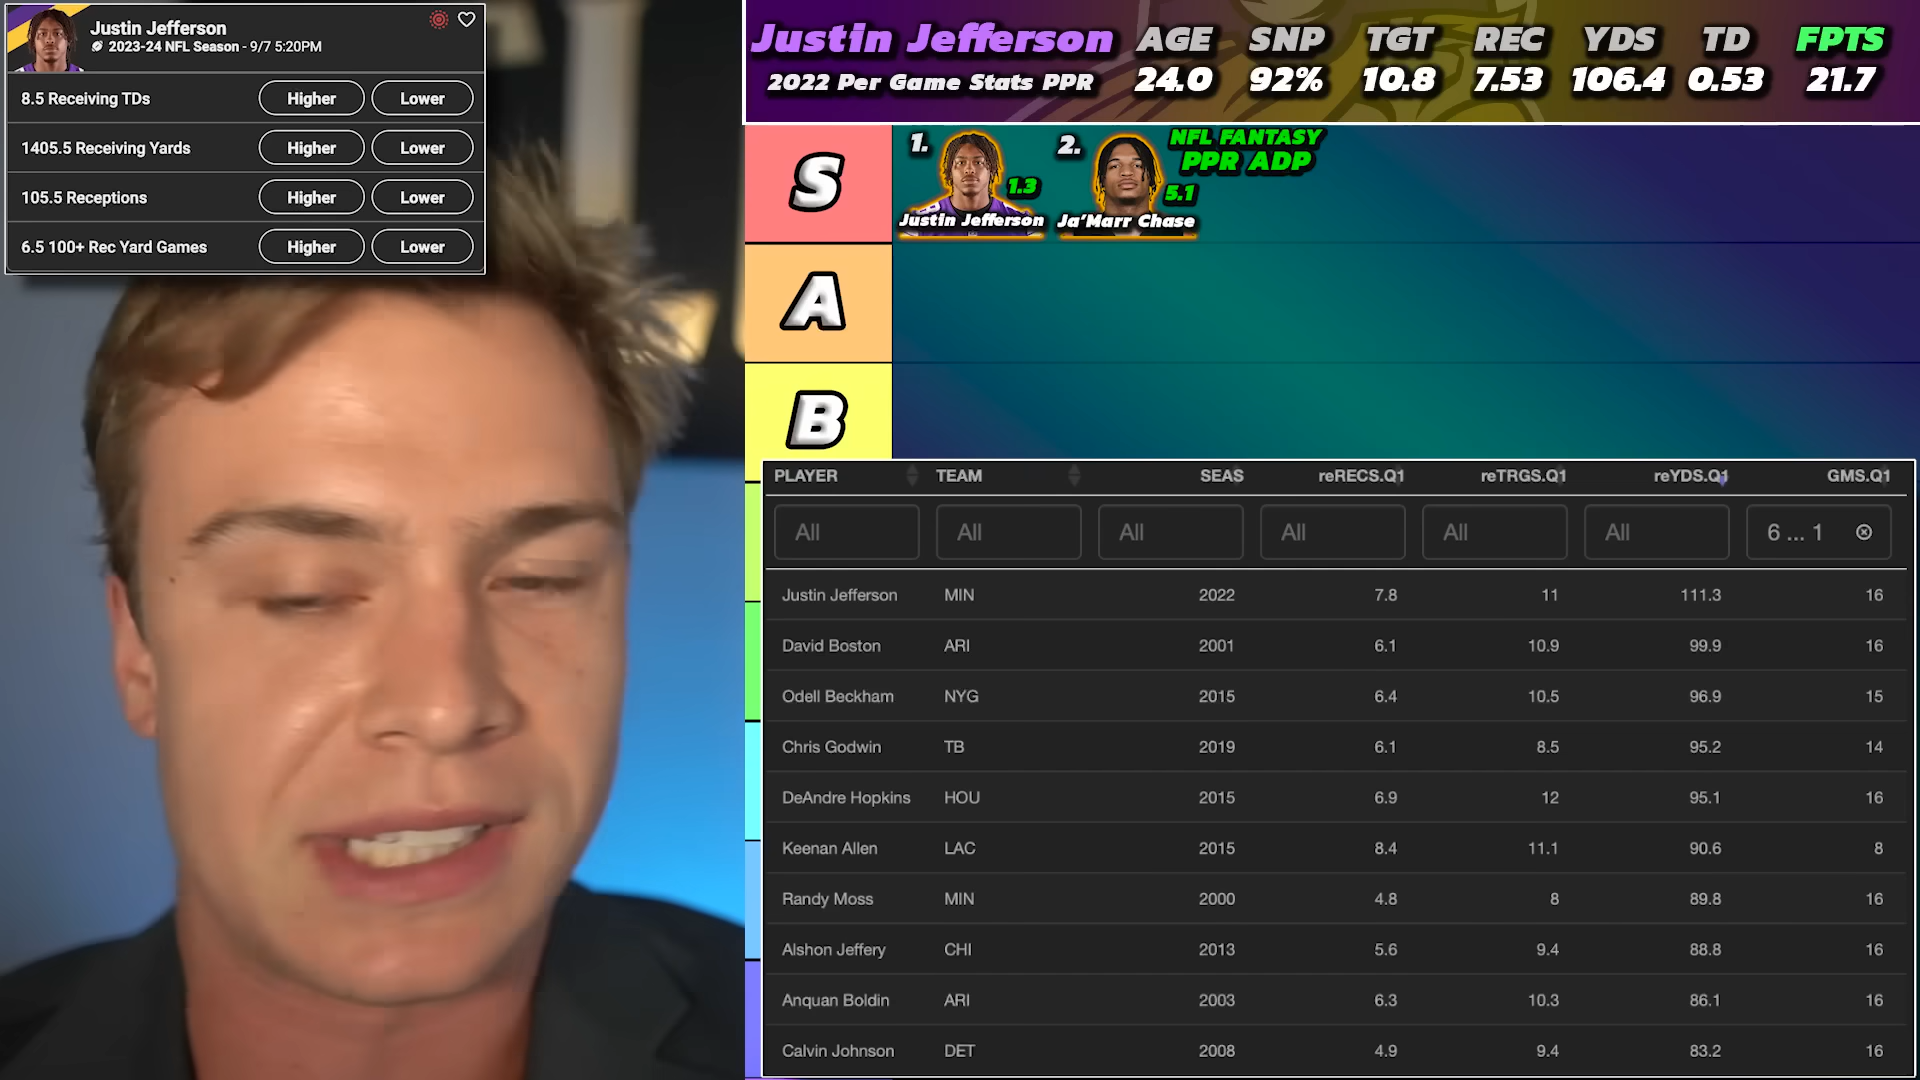 Justin Jefferson
2023-24 NFL Season - 9/7 5:20PM
8.5 Receiving TDs Higher Lower
1405.5 Receiving Yards Higher Lower
105.5 Receptions Higher Lower
6.5 100+ Rec Yard Games Higher Lower
Justin Jefferson AGE SNP TGT REC YDS TD FPTS
2022 Per Game Stats PPR 24.0 92% 10.8 7.53 106.4 0.53 21.7
S
1. 1.3 Justin Jefferson
2. 5.1 Ja'Marr Chase
NFL FANTASY
PPR ADP
A
B
PLAYER TEAM SEAS reRECS.Q1 reTRGS.Q1 reYDS.Q1 GMS.Q1
All All All All All All 6 ... 1
Justin Jefferson MIN 2022 7.8 11 111.3 16
David Boston ARI 2001 6.1 10.9 99.9 16
Odell Beckham NYG 2015 6.4 10.5 96.9 15
Chris Godwin TB 2019 6.1 8.5 95.2 14
DeAndre Hopkins HOU 2015 6.9 12 95.1 16
Keenan Allen LAC 2015 8.4 11.1 90.6 8
Randy Moss MIN 2000 4.8 8 89.8 16
Alshon Jeffery CHI 2013 5.6 9.4 88.8 16
Anquan Boldin ARI 2003 6.3 10.3 86.1 16
Calvin Johnson DET 2008 4.9 9.4 83.2 16